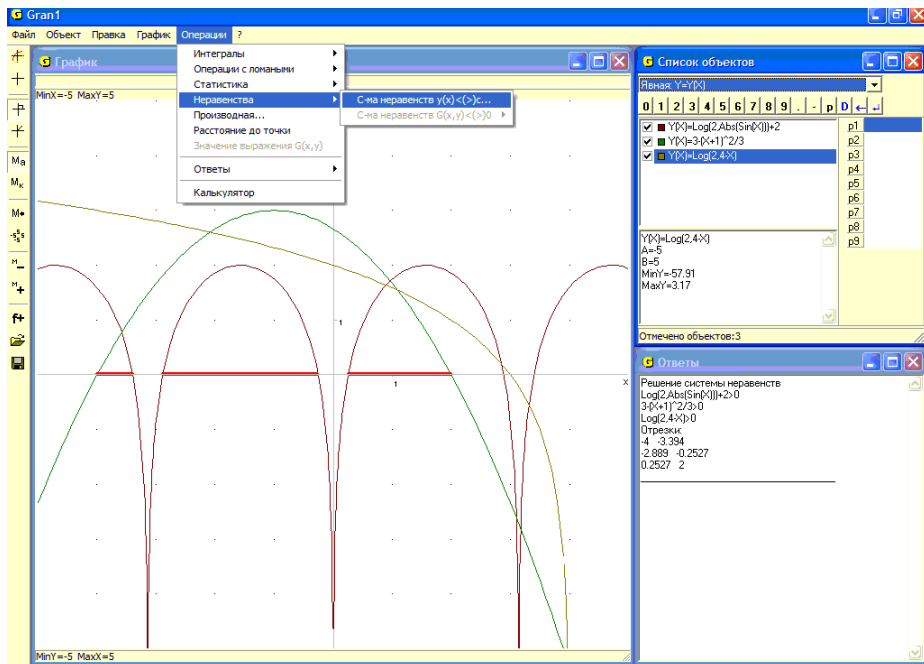 Gran1
Файл Объект Правка График Операции ?
График
MinX=-5 MaxY=5
Интегралы
Операции с ломаными
Статистика
Неравенства
Производная...
Расстояние до точки
Значение выражения G(x,y)
Ответы
Калькулятор
С-ма неравенств y(x)<(>)c...
С-ма неравенств G(x,y)<(>)0
Ma
Мк
M
M
M
f+
1
1
X
MinY=-5 MaxX=5
Список объектов
Явная: Y=Y(X)
0 1 2 3 4 5 6 7 8 9 . - p D
Y(X)=Log(2,Abs(Sin(X)))+2
Y(X)=3-(X+1)^2/3
Y(X)=Log(2,4-X)
p1
p2
p3
p4
p5
p6
p7
p8
p9
Y(X)=Log(2,4-X)
A=-5
B=5
MinY=-57.91
MaxY=3.17
Отмечено объектов:3
Ответы
Решение системы неравенств
Log(2,Abs(Sin(X)))+2>0
3-(X+1)^2/3>0
Log(2,4-X)>0
Отрезки:
-4 -3.394
-2.889 -0.2527
0.2527 2